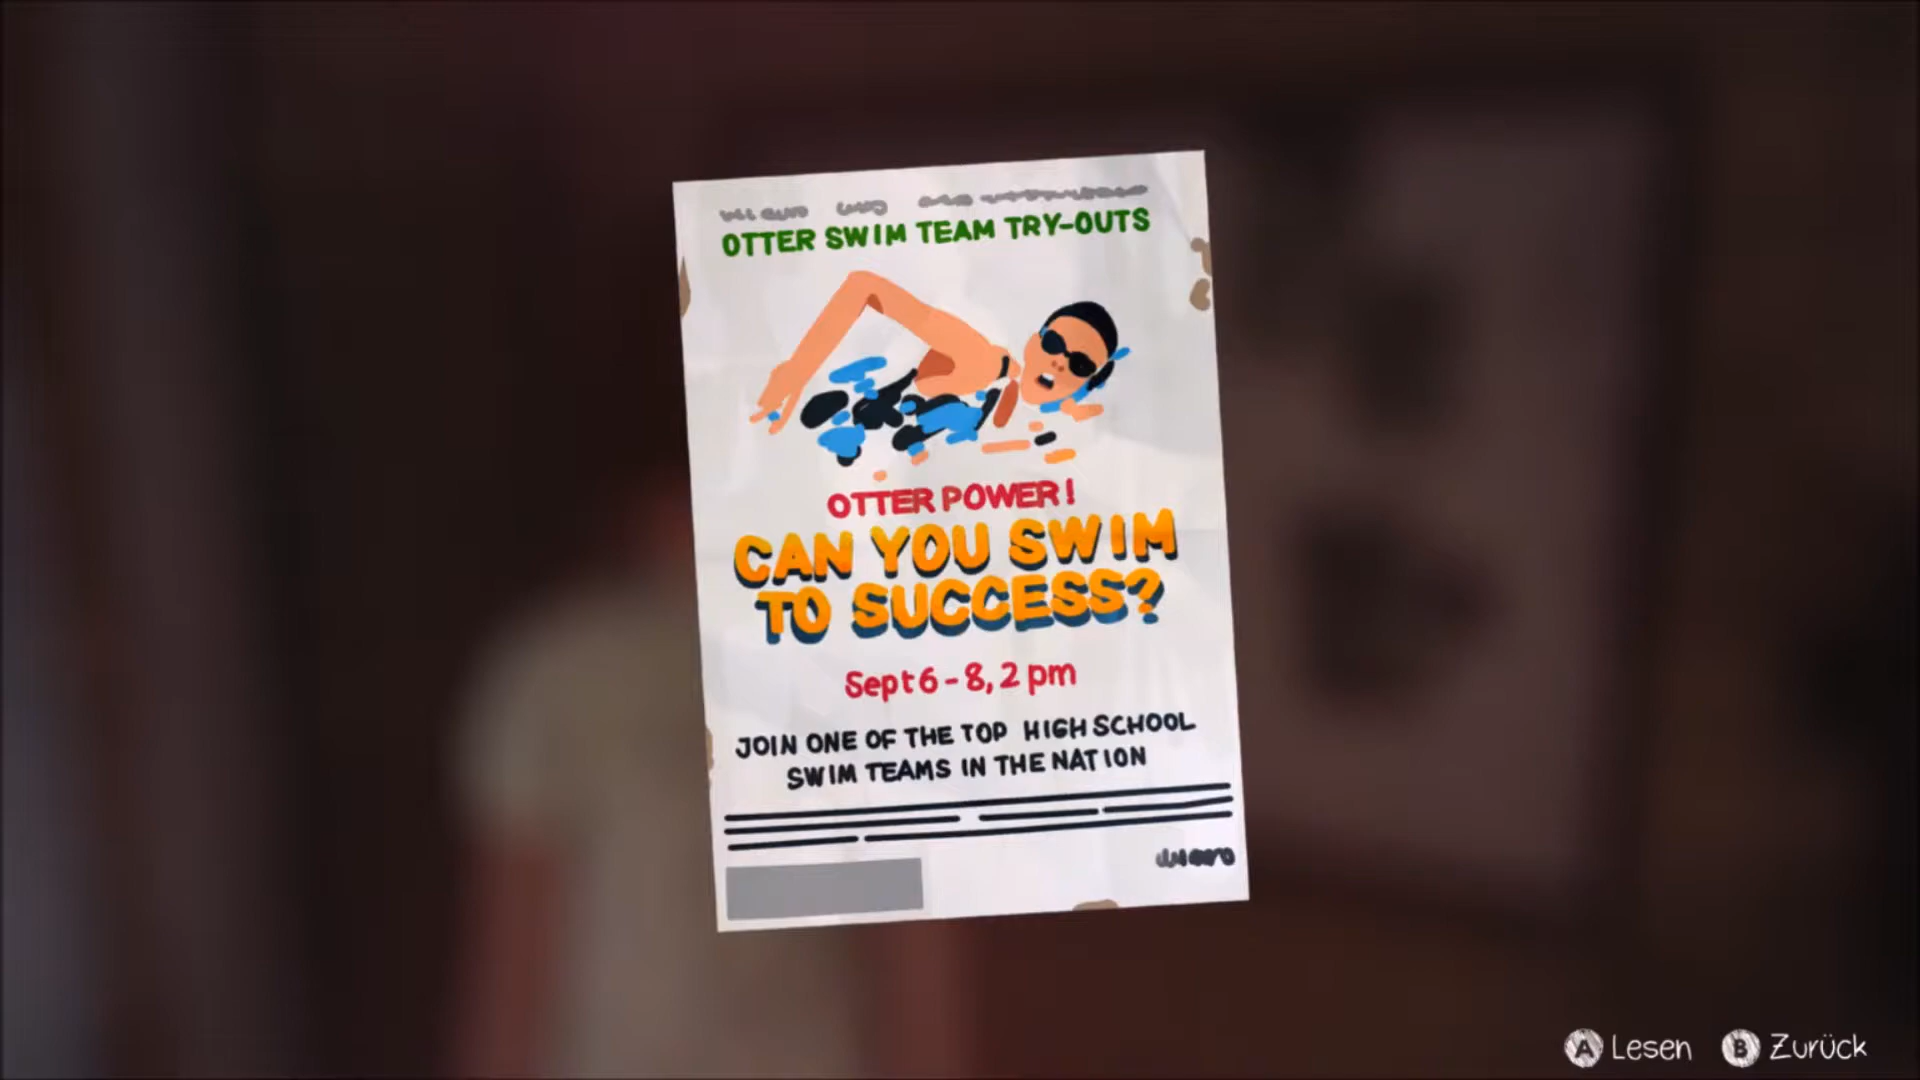 OTTER SWIM TEAM TRY-OUTS
OTTER POWER!
CAN YOU SWIM
TO SUCCESS?
Sept 6 - 8, 2 pm
JOIN ONE OF THE TOP HIGH SCHOOL
SWIM TEAMS IN THE NATION
A Lesen B Zurück